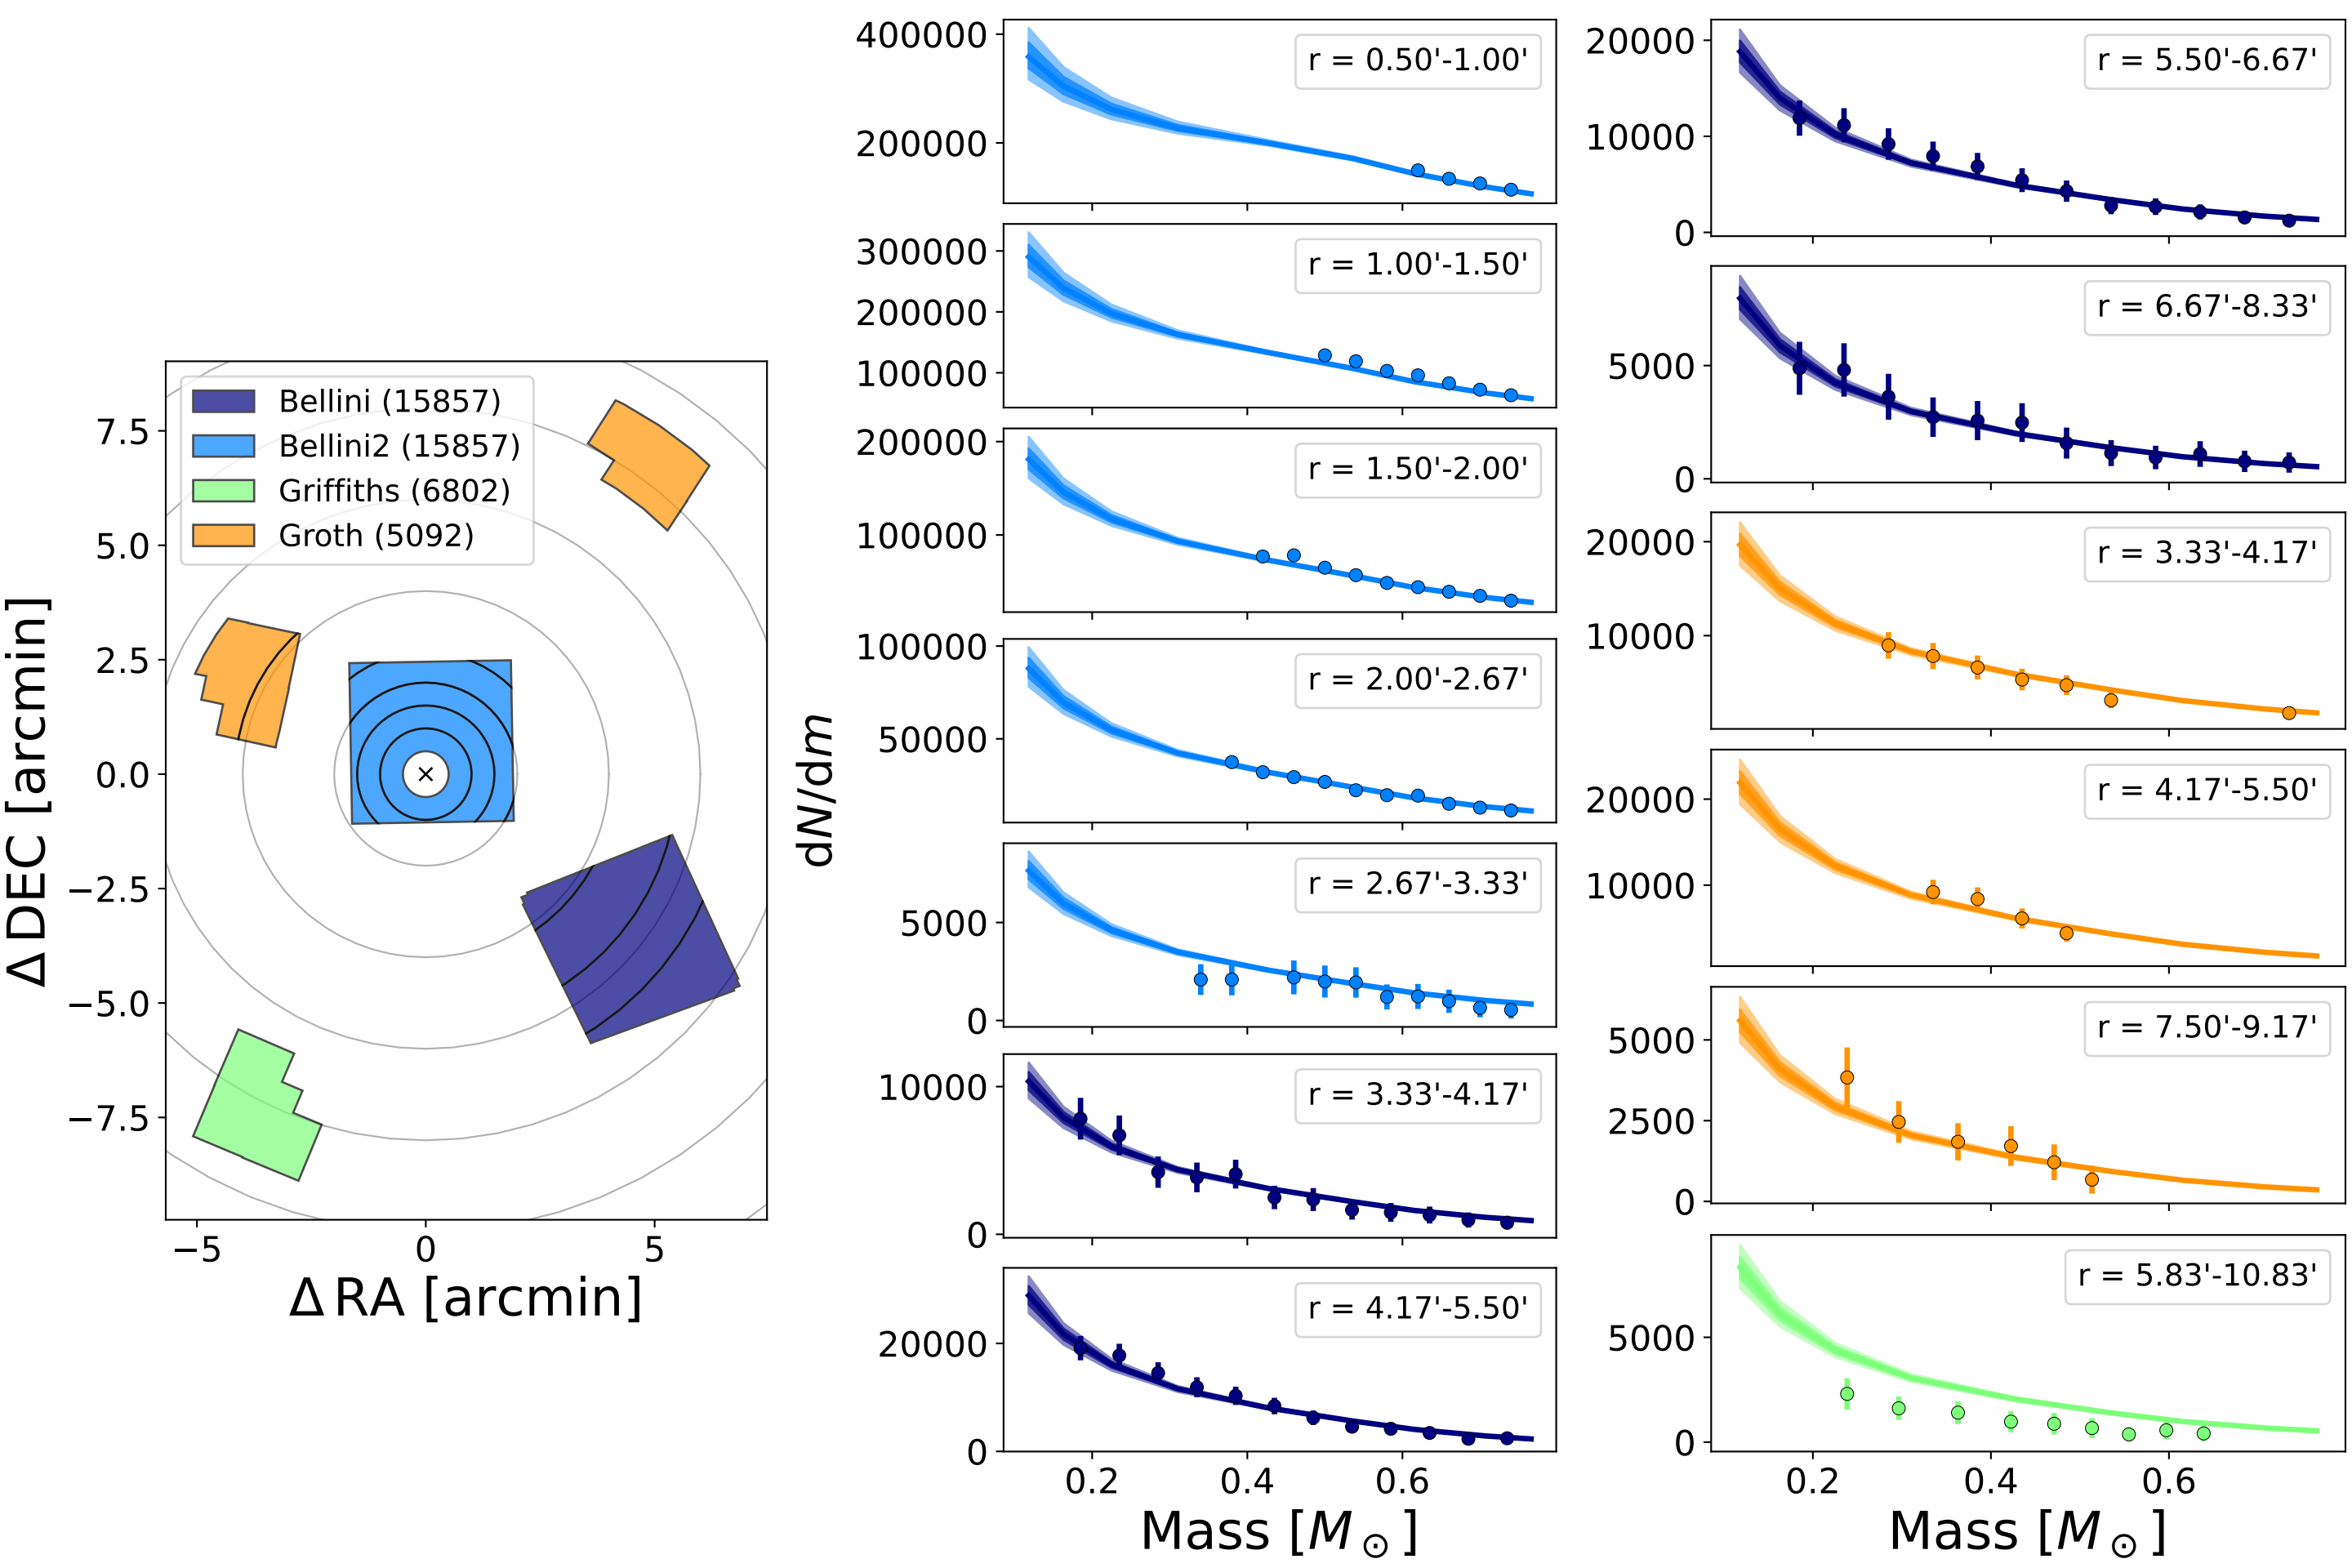 Bellini (15857)
Bellini2 (15857)
Griffiths (6802)
Groth (5092)
7.5
5.0
2.5
0.0
−2.5
−5.0
−7.5
Δ DEC [arcmin]
−5
0
5
Δ RA [arcmin]
dN/dm
400000
200000
r = 0.50'-1.00'
300000
200000
100000
r = 1.00'-1.50'
200000
100000
r = 1.50'-2.00'
100000
50000
r = 2.00'-2.67'
5000
0
r = 2.67'-3.33'
10000
0
r = 3.33'-4.17'
20000
0
r = 4.17'-5.50'
0.2
0.4
0.6
Mass [M⊙]
20000
10000
0
r = 5.50'-6.67'
5000
0
r = 6.67'-8.33'
20000
10000
r = 3.33'-4.17'
20000
10000
r = 4.17'-5.50'
5000
2500
0
r = 7.50'-9.17'
5000
0
r = 5.83'-10.83'
0.2
0.4
0.6
Mass [M⊙]